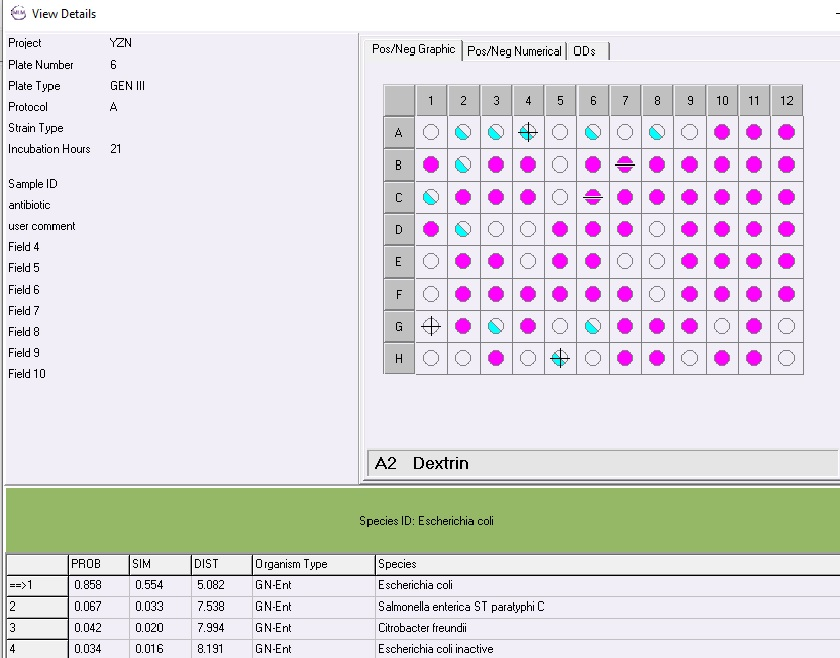 View Details
Project YZN
Plate Number 6
Plate Type GEN III
Protocol A
Strain Type
Incubation Hours 21
Sample ID
antibiotic
user comment
Field 4
Field 5
Field 6
Field 7
Field 8
Field 9
Field 10
Pos/Neg Graphic Pos/Neg Numerical ODs
1 2 3 4 5 6 7 8 9 10 11 12
A
B
C
D
E
F
G
H
A2 Dextrin
Species ID: Escherichia coli
PROB SIM DIST Organism Type Species
==>1 0.858 0.554 5.082 GN-Ent Escherichia coli
2 0.067 0.033 7.538 GN-Ent Salmonella enterica ST paratyphi C
3 0.042 0.020 7.994 GN-Ent Citrobacter freundii
4 0.034 0.016 8.191 GN-Ent Escherichia coli inactive